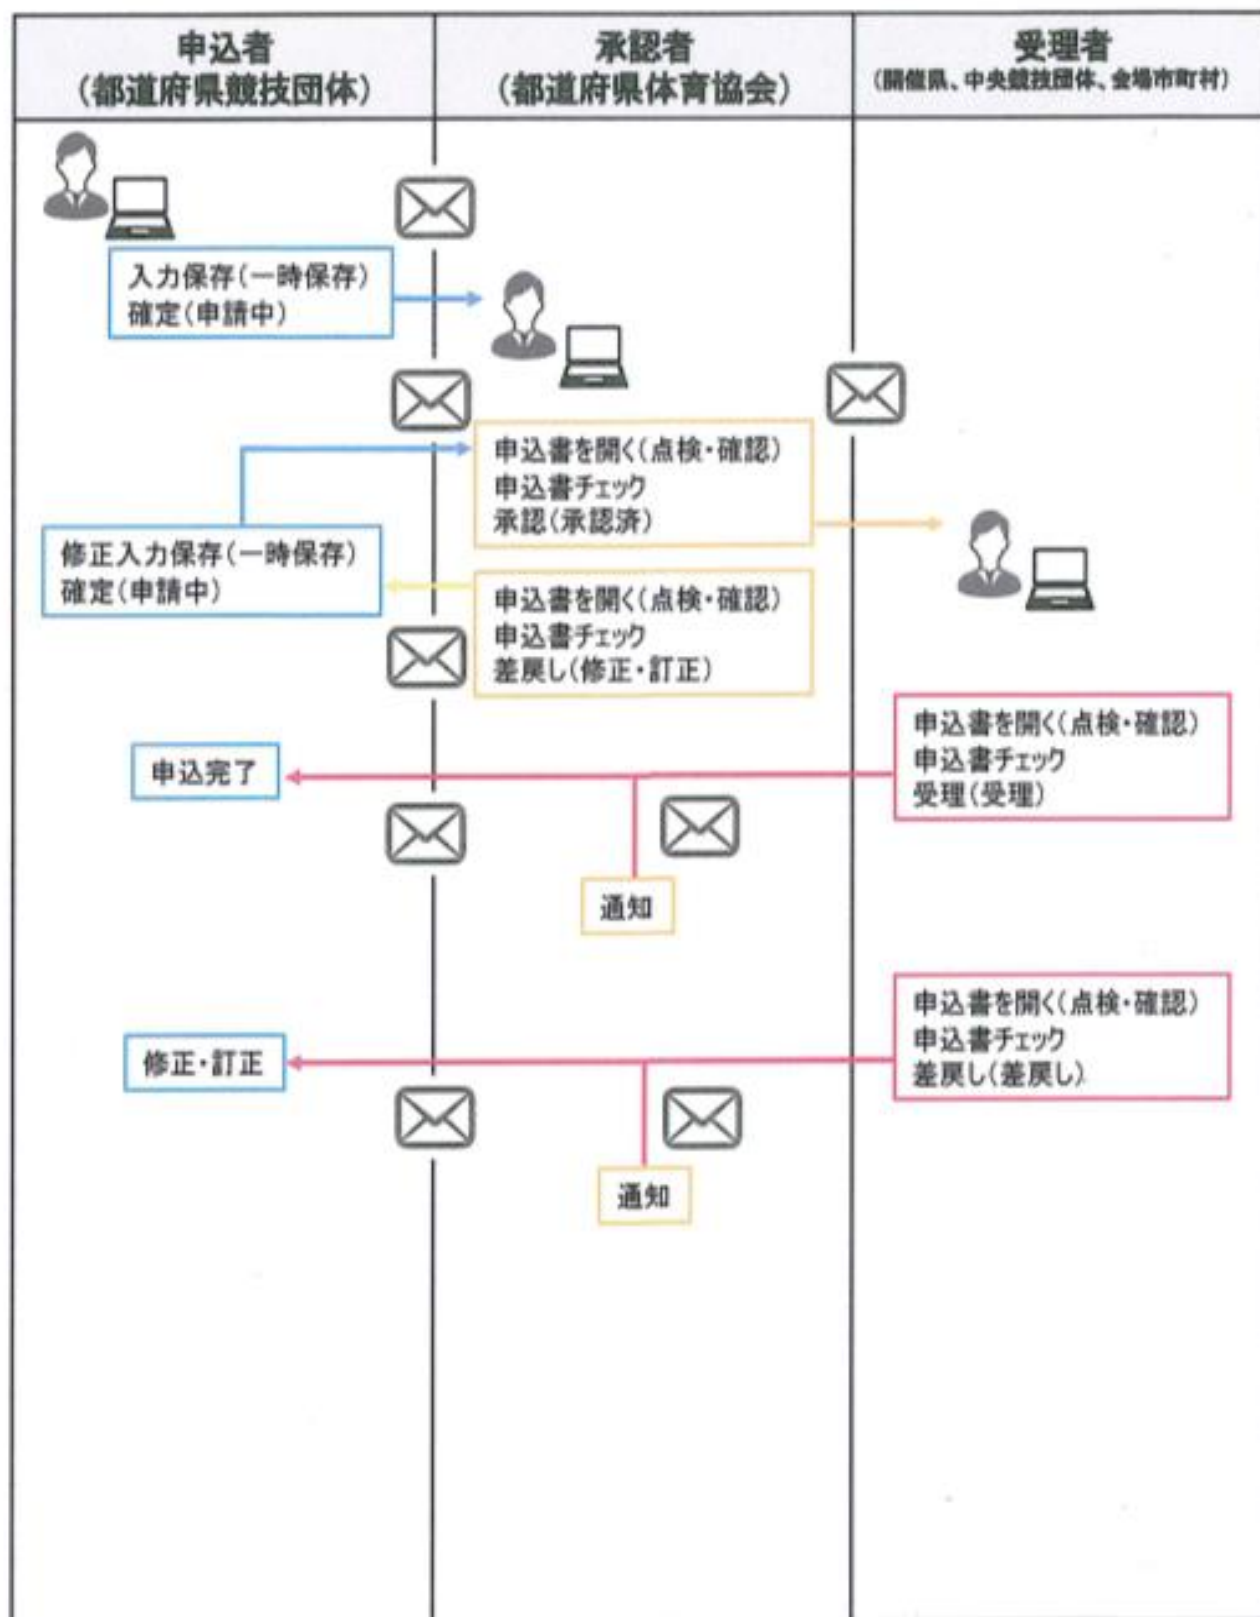 申込者
(都道府県競技団体)
承認者
(都道府県体育協会)
受理者
(開催県、中央競技団体、会場市町村)
入力保存(一時保存)
確定(申請中)
申込書を開く(点検・確認)
申込書チェック
承認(承認済)
修正入力保存(一時保存)
確定(申請中)
申込書を開く(点検・確認)
申込書チェック
差戻し(修正・訂正)
申込書を開く(点検・確認)
申込書チェック
受理(受理)
申込完了
通知
申込書を開く(点検・確認)
申込書チェック
差戻し(差戻し)
修正・訂正
通知